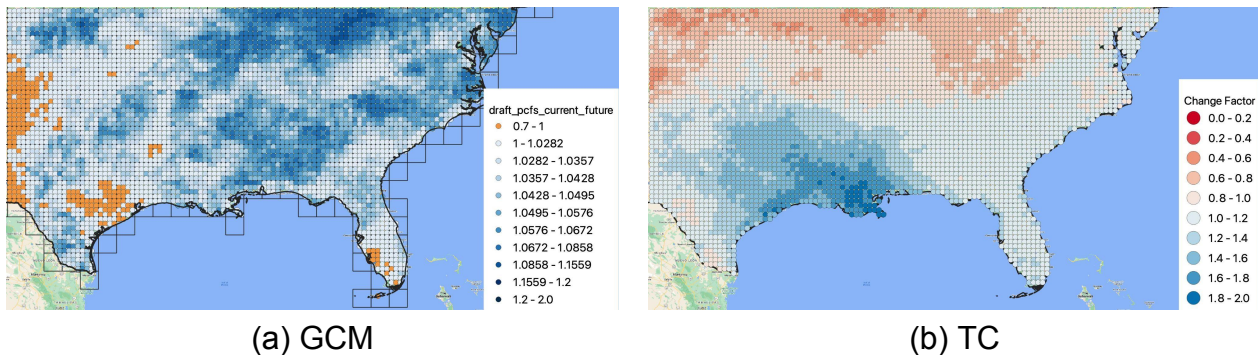 draft_pcfs_current_future
0.7 - 1
1 - 1.0282
1.0282 - 1.0357
1.0357 - 1.0428
1.0428 - 1.0495
1.0495 - 1.0576
1.0576 - 1.0672
1.0672 - 1.0858
1.0858 - 1.1559
1.1559 - 1.2
1.2 - 2.0
Change Factor
0.0 - 0.2
0.2 - 0.4
0.4 - 0.6
0.6 - 0.8
0.8 - 1.0
1.0 - 1.2
1.2 - 1.4
1.4 - 1.6
1.6 - 1.8
1.8 - 2.0
(a) GCM
(b) TC